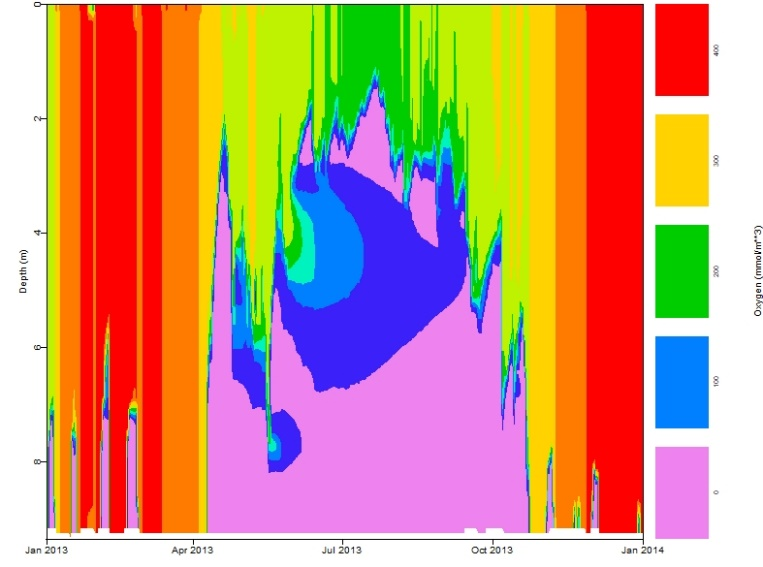 0
2
4
6
8
Depth (m)
Jan 2013
Apr 2013
Jul 2013
Oct 2013
Jan 2014
400
300
200
100
0
Oxygen (mmol/m**3)